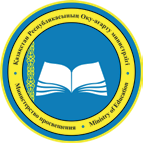 Қазақстан Республикасының Оқу-ағарту министрлігі
Министерство просвещения
Ministry of Education